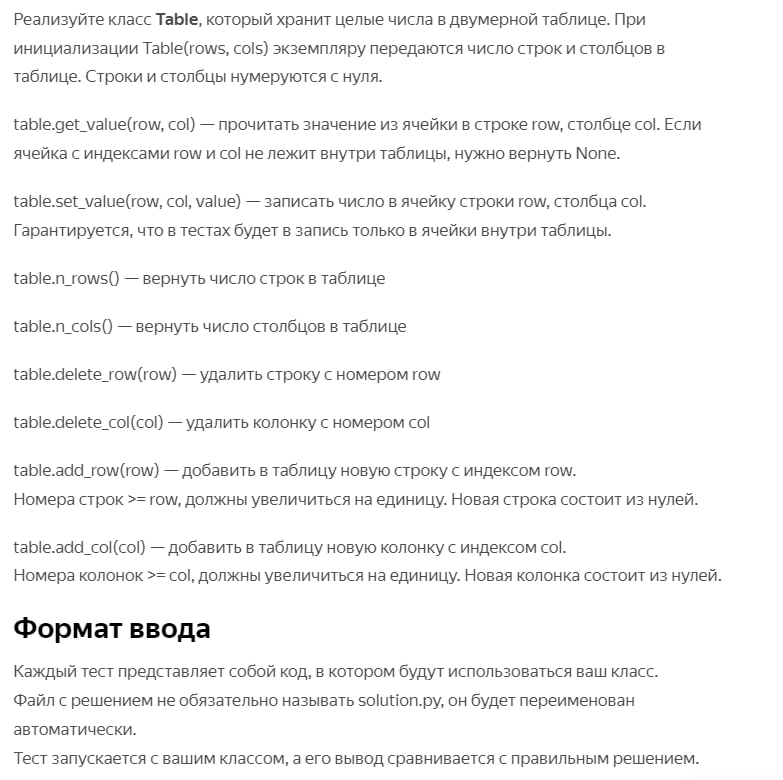 Реализуйте класс Table, который хранит целые числа в двумерной таблице. При
инициализации Table(rows, cols) экземпляру передаются число строк и столбцов в
таблице. Строки и столбцы нумеруются с нуля.
table.get_value(row, col) — прочитать значение из ячейки в строке row, столбце col. Если
ячейка с индексами row и col не лежит внутри таблицы, нужно вернуть None.
table.set_value(row, col, value) — записать число в ячейку строки row, столбца col.
Гарантируется, что в тестах будет в запись только в ячейки внутри таблицы.
table.n_rows() — вернуть число строк в таблице
table.n_cols() — вернуть число столбцов в таблице
table.delete_row(row) — удалить строку с номером row
table.delete_col(col) — удалить колонку с номером col
table.add_row(row) — добавить в таблицу новую строку с индексом row.
Номера строк >= row, должны увеличиться на единицу. Новая строка состоит из нулей.
table.add_col(col) — добавить в таблицу новую колонку с индексом col.
Номера колонок >= col, должны увеличиться на единицу. Новая колонка состоит из нулей.
Формат ввода
Каждый тест представляет собой код, в котором будут использоваться ваш класс.
Файл с решением не обязательно называть solution.py, он будет переименован
автоматически.
Тест запускается с вашим классом, а его вывод сравнивается с правильным решением.